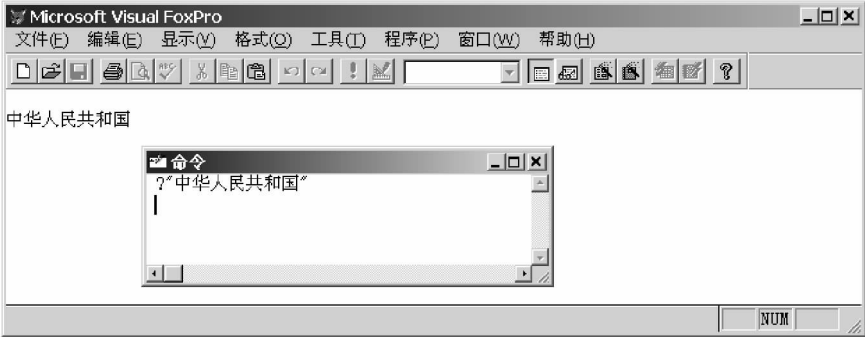 Microsoft Visual FoxPro
文件(F) 编辑(E) 显示(V) 格式(O) 工具(T) 程序(P) 窗口(W) 帮助(H)
中华人民共和国
命令
?"中华人民共和国"
NUM